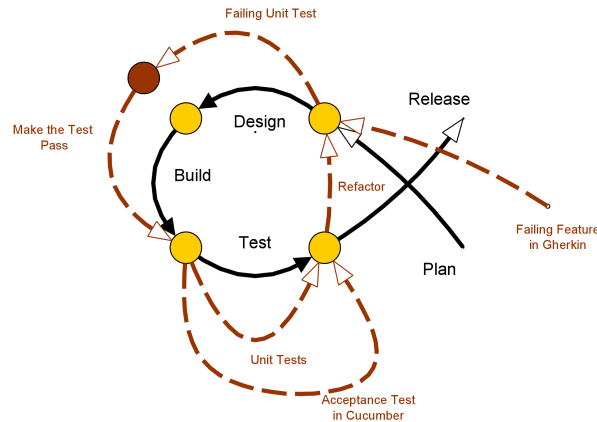 Failing Unit Test
Release
Design
Make the Test
Pass
Build
Refactor
Failing Feature
in Gherkin
Test
Plan
Unit Tests
Acceptance Test
in Cucumber